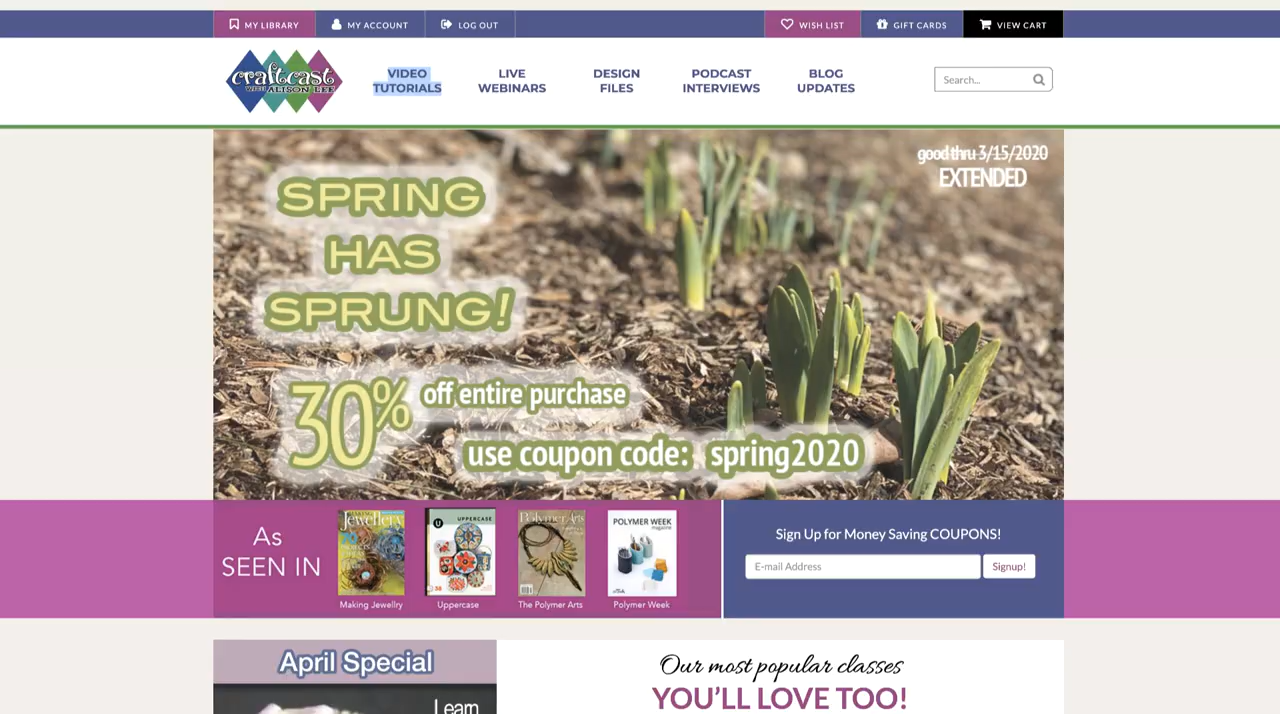 MY LIBRARY
MY ACCOUNT
LOG OUT
WISH LIST
GIFT CARDS
VIEW CART
craftcast
WITH ALISON LEE
VIDEO
TUTORIALS
LIVE
WEBINARS
DESIGN
FILES
PODCAST
INTERVIEWS
BLOG
UPDATES
Search...
good thru 3/15/2020
EXTENDED
SPRING
HAS
SPRUNG!
30% off entire purchase
use coupon code: spring2020
As
SEEN IN
Jewellery
UPPERCASE
Polymer Arts
POLYMER WEEK
magazine
Making Jewellry
Uppercase
The Polymer Arts
Polymer Week
Sign Up for Money Saving COUPONS!
E-mail Address
Signup!
April Special
Learn
Our most popular classes
YOU'LL LOVE TOO!